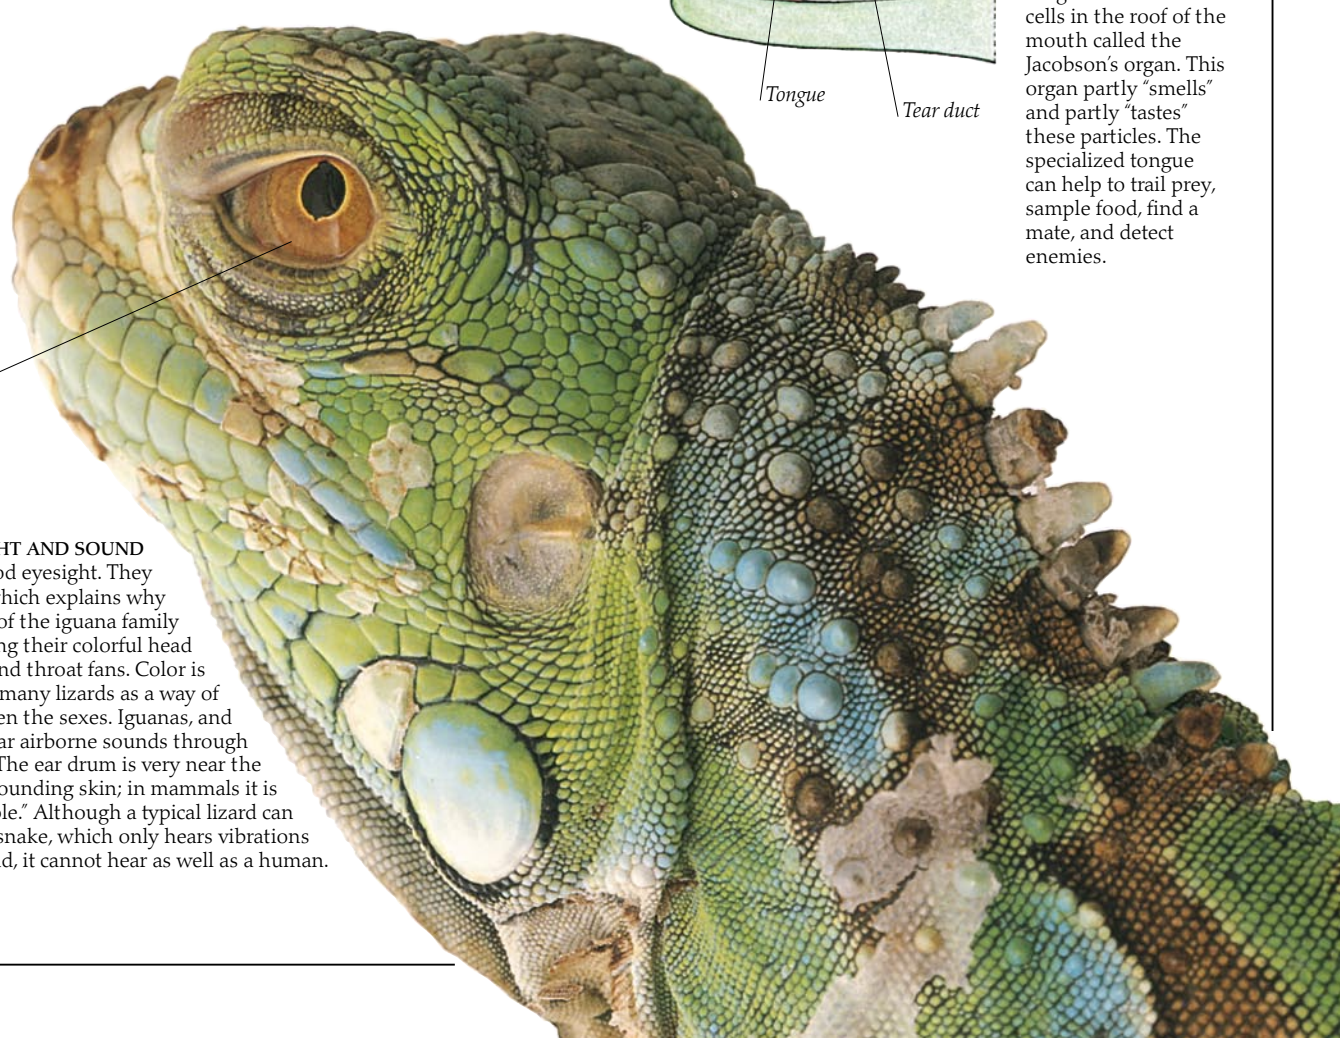 cells in the roof of the
mouth called the
Jacobson's organ. This
organ partly “smells”
and partly “tastes”
these particles. The
specialized tongue
can help to trail prey,
sample food, find a
mate, and detect
enemies.
Tongue
Tear duct
HT AND SOUND
od eyesight. They
hich explains why
of the iguana family
ng their colorful head
nd throat fans. Color is
many lizards as a way of
en the sexes. Iguanas, and
ar airborne sounds through
The ear drum is very near the
ounding skin; in mammals it is
le.” Although a typical lizard can
snake, which only hears vibrations
d, it cannot hear as well as a human.